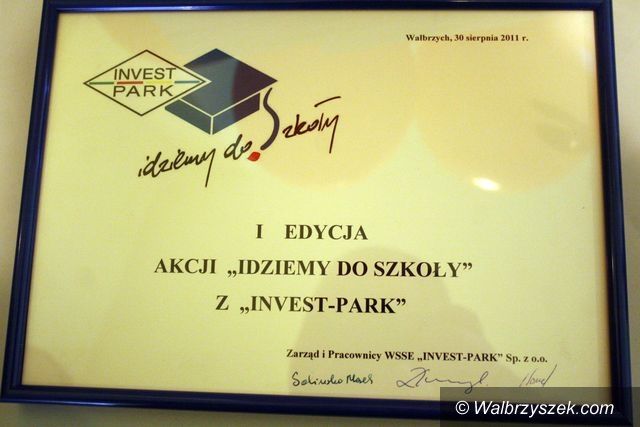 Wałbrzych, 30 sierpnia 2011 r.
INVEST
PARK
idziemy do Szkoły
I EDYCJA
AKCJI „IDZIEMY DO SZKOŁY”
Z „INVEST-PARK”
Zarząd i Pracownicy WSSE „INVEST-PARK” Sp. z o.o.
© Walbrzyszek.com